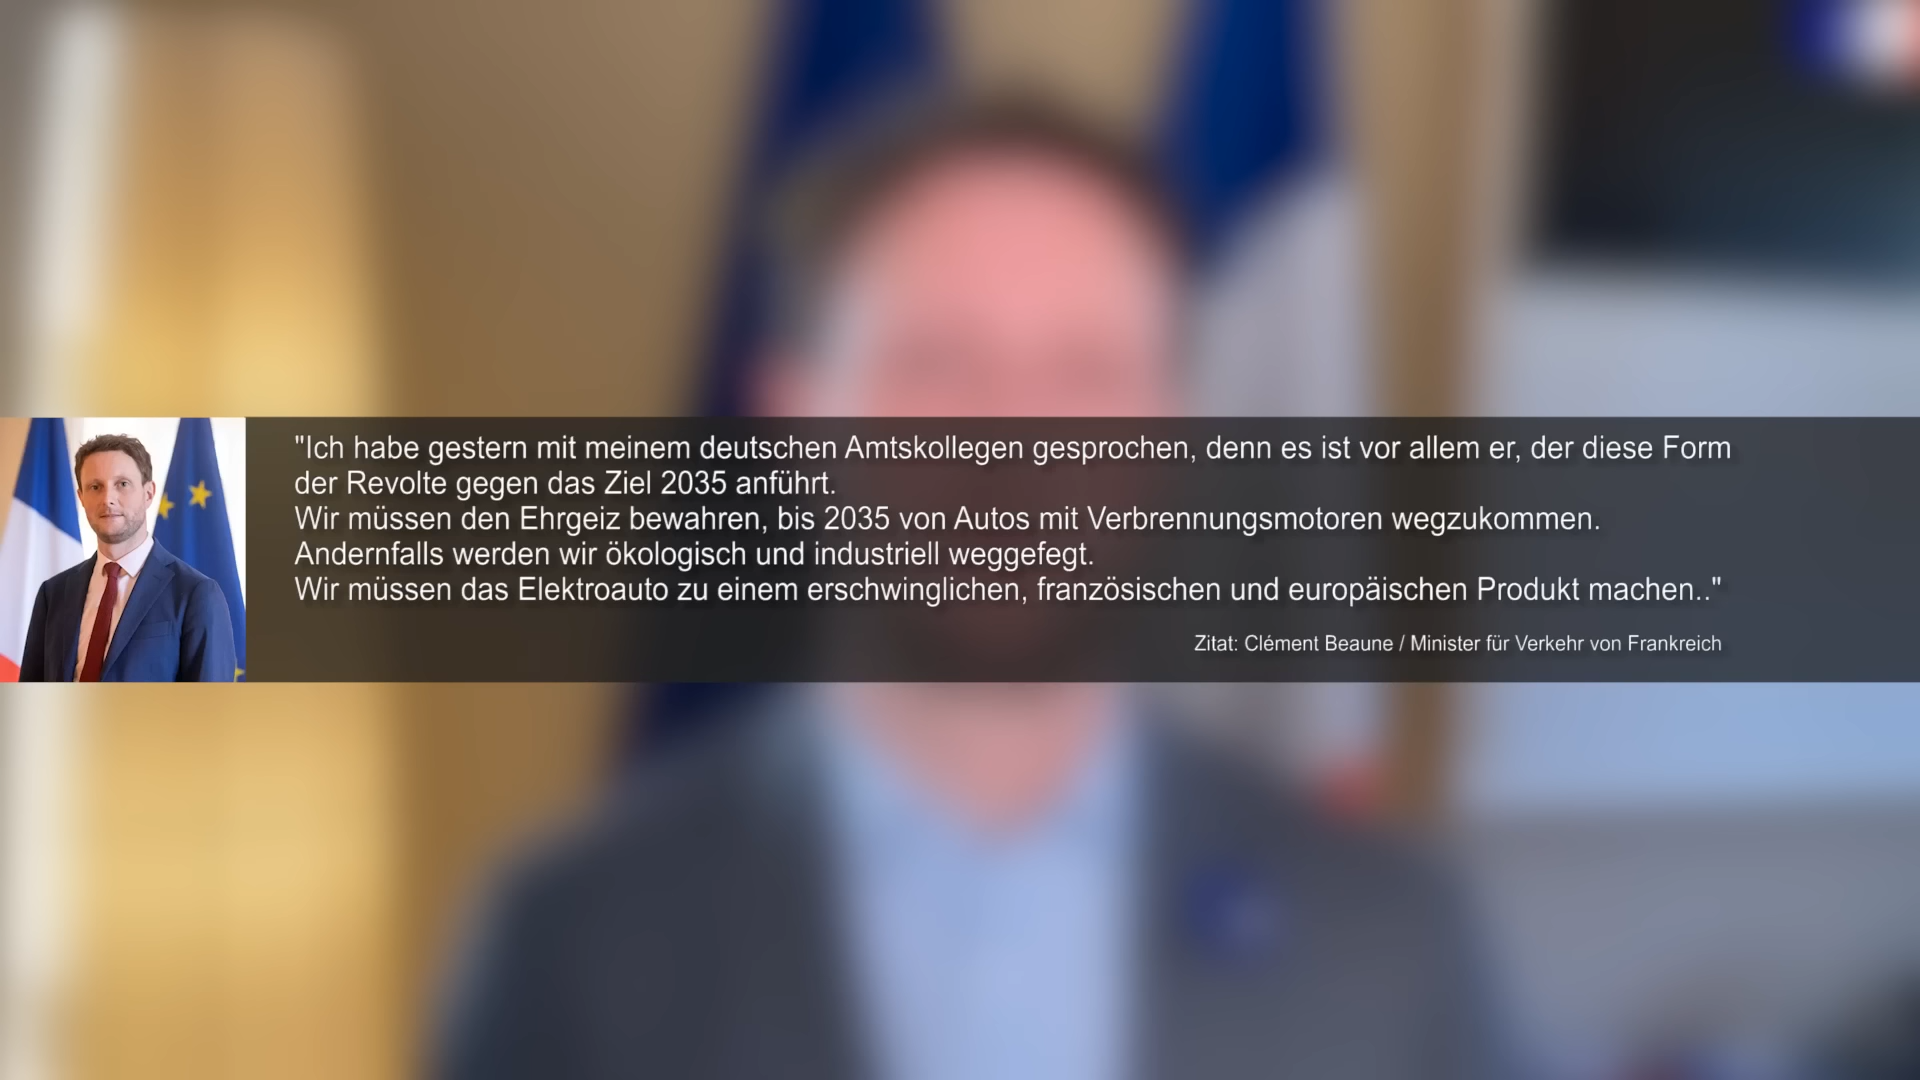 "Ich habe gestern mit meinem deutschen Amtskollegen gesprochen, denn es ist vor allem er, der diese Form
der Revolte gegen das Ziel 2035 anführt.
Wir müssen den Ehrgeiz bewahren, bis 2035 von Autos mit Verbrennungsmotoren wegzukommen.
Andernfalls werden wir ökologisch und industriell weggefegt.
Wir müssen das Elektroauto zu einem erschwinglichen, französischen und europäischen Produkt machen.."
Zitat: Clément Beaune / Minister für Verkehr von Frankreich